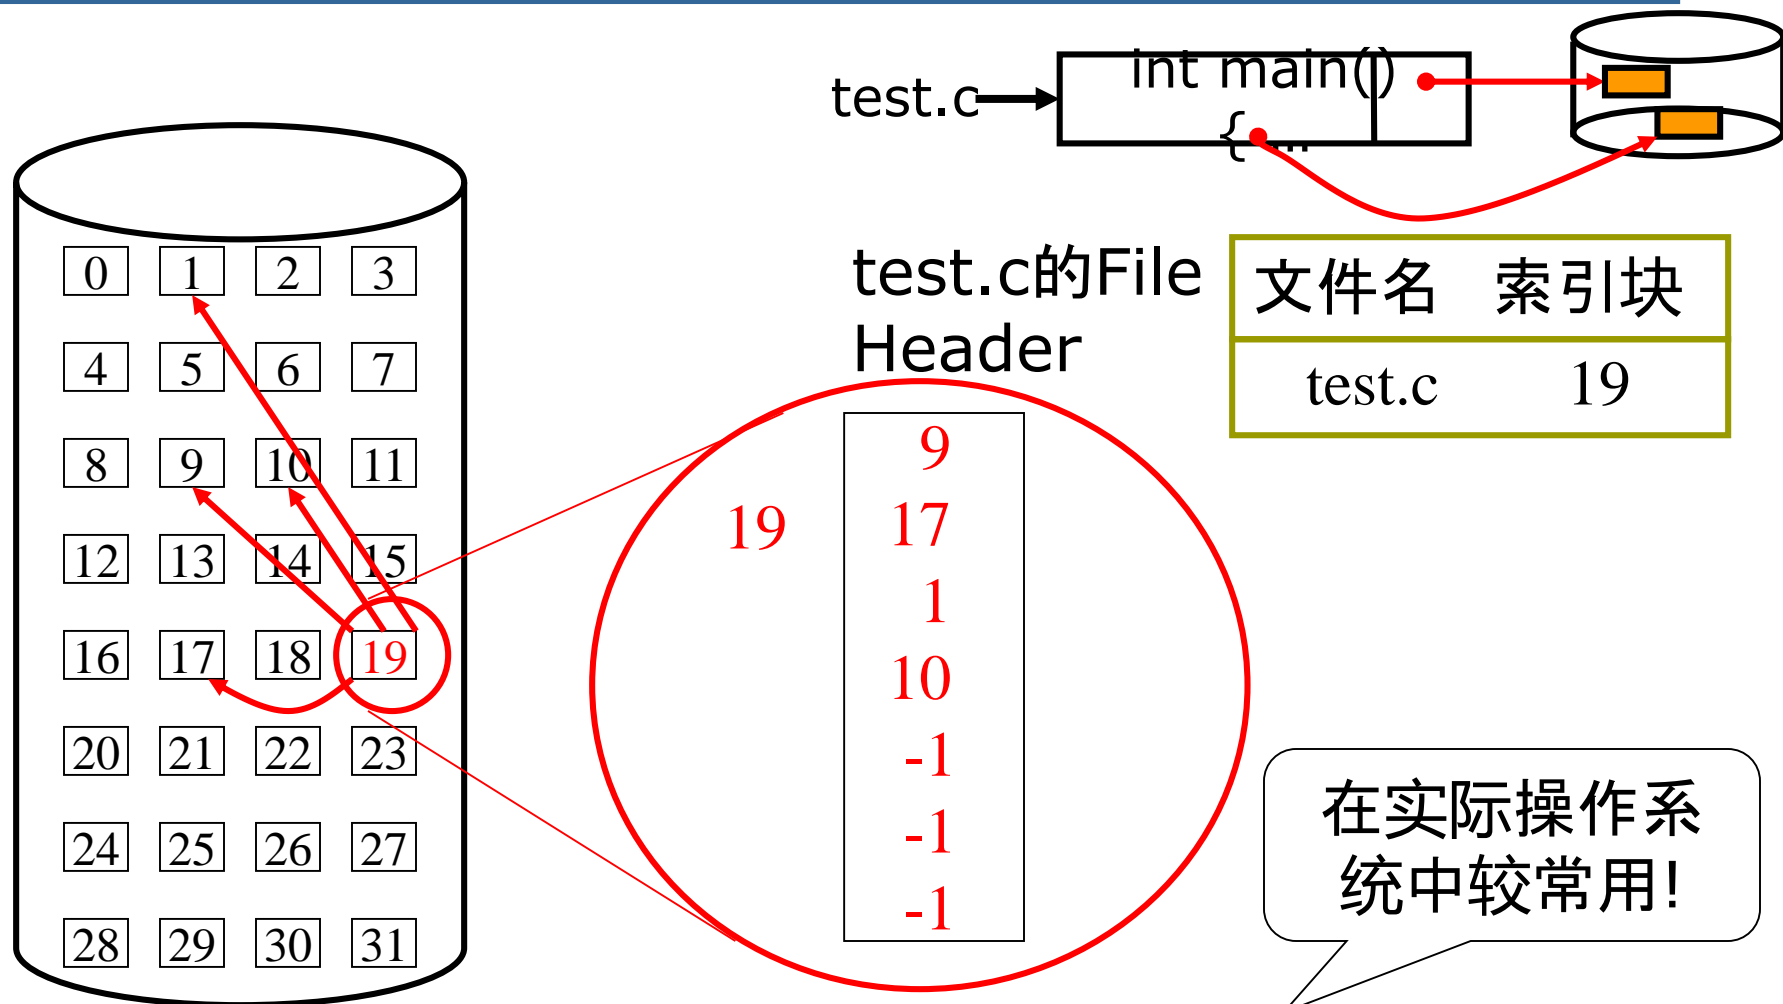 test.c
int main()
{ ...
test.c的File
Header
文件名 索引块
test.c 19
0 1 2 3
4 5 6 7
8 9 10 11
12 13 14 15
16 17 18 19
20 21 22 23
24 25 26 27
28 29 30 31
19
9
17
1
10
-1
-1
-1
在实际操作系
统中较常用!